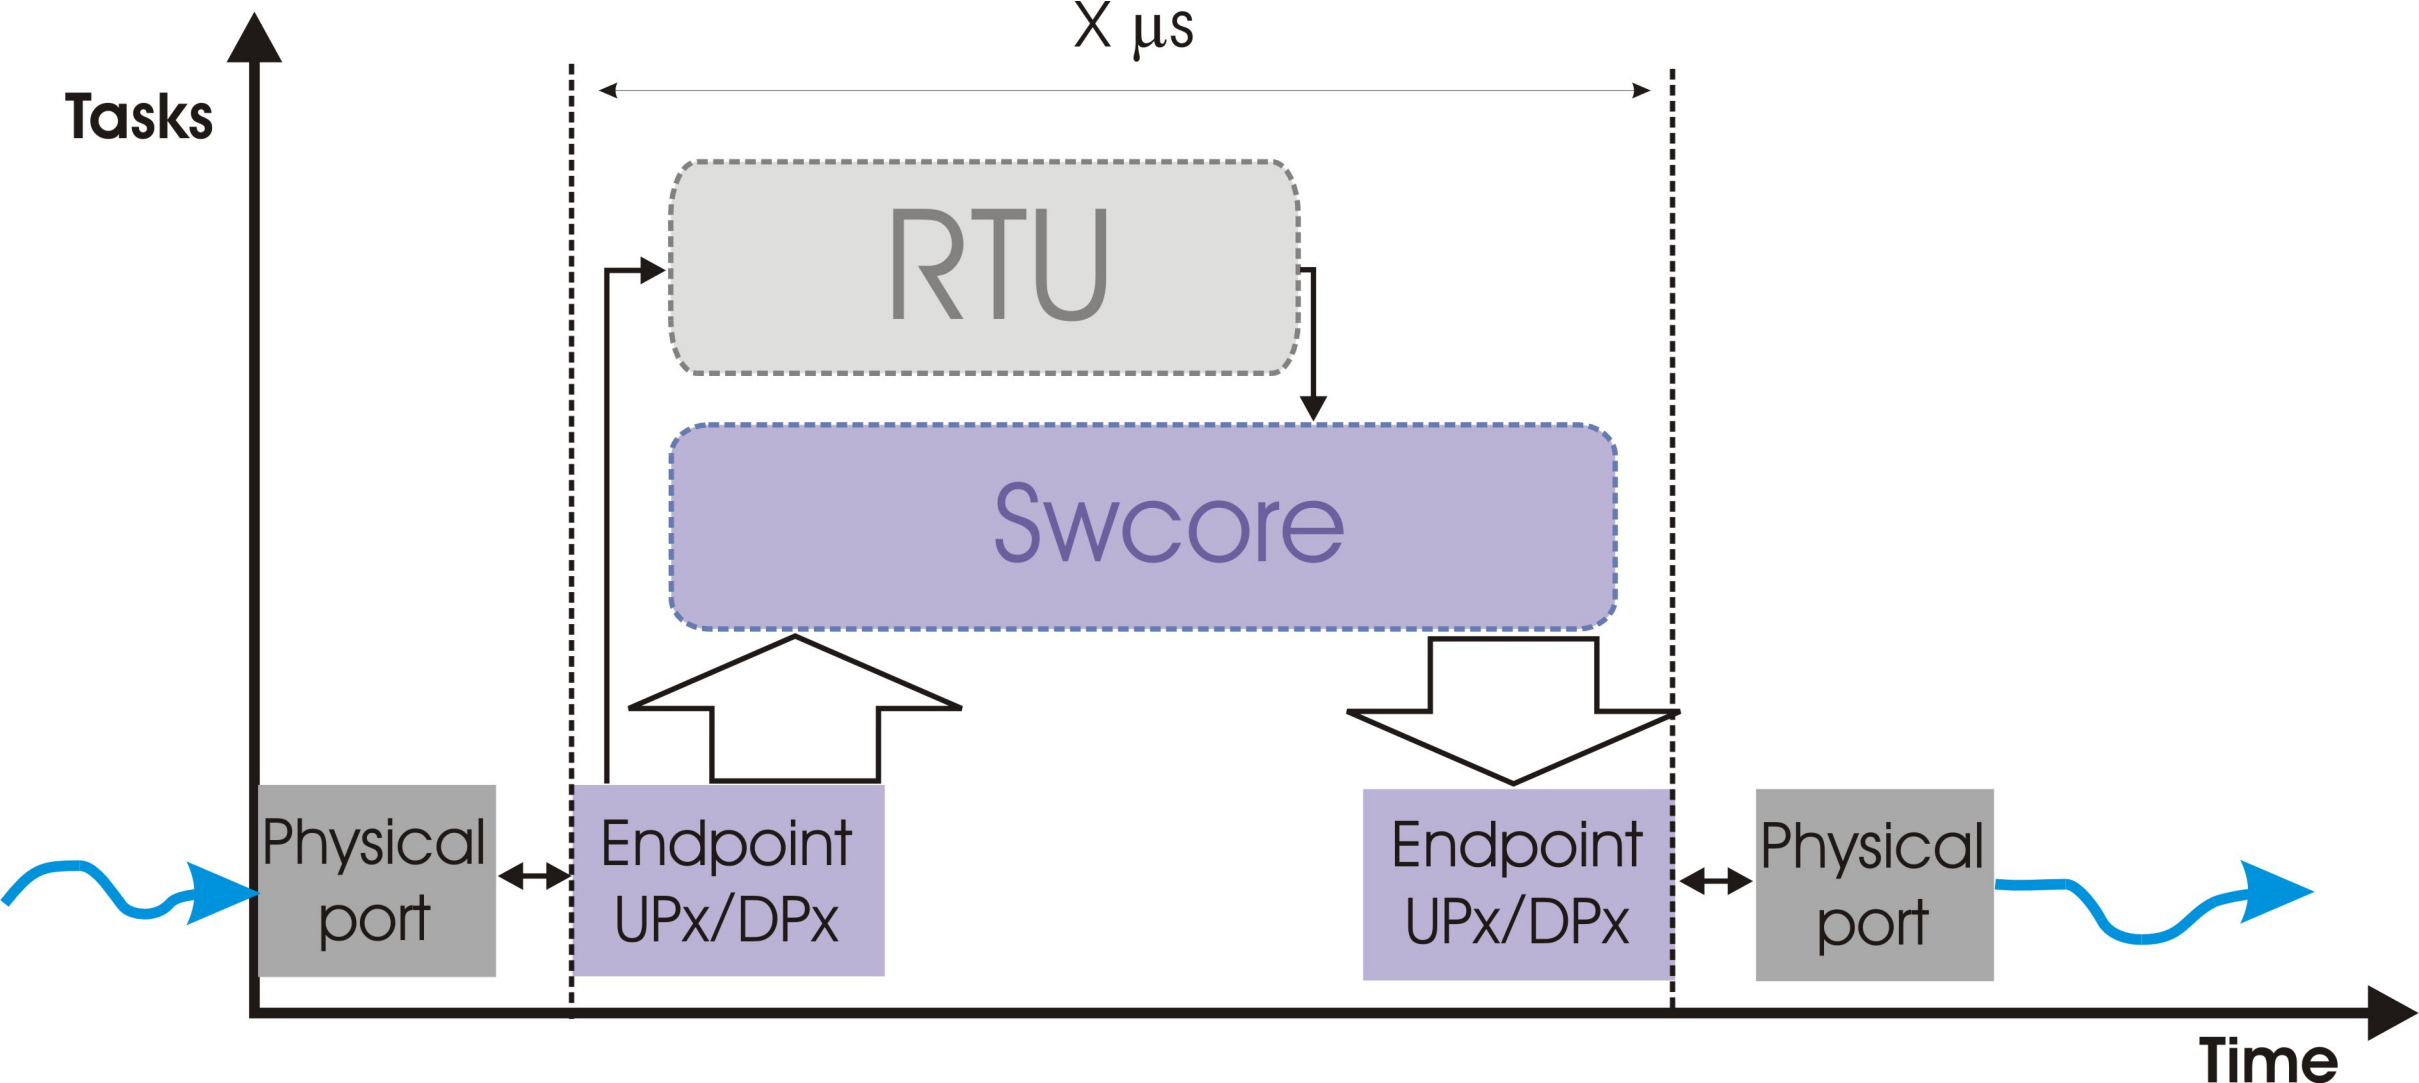 X μs
Tasks
RTU
Swcore
Physical
port
Endpoint
UPx/DPx
Endpoint
UPx/DPx
Physical
port
Time